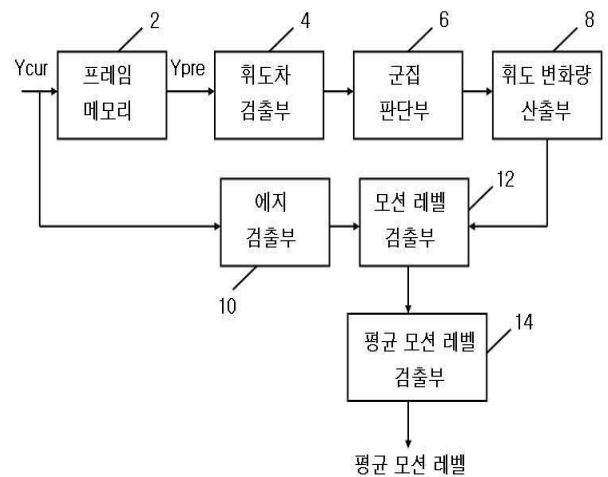 2
4
6
8
Ycur
프레임
메모리
Ypre
휘도차
검출부
군집
판단부
휘도 변화량
산출부
에지
검출부
10
모션 레벨
검출부
12
평균 모션 레벨
검출부
14
평균 모션 레벨